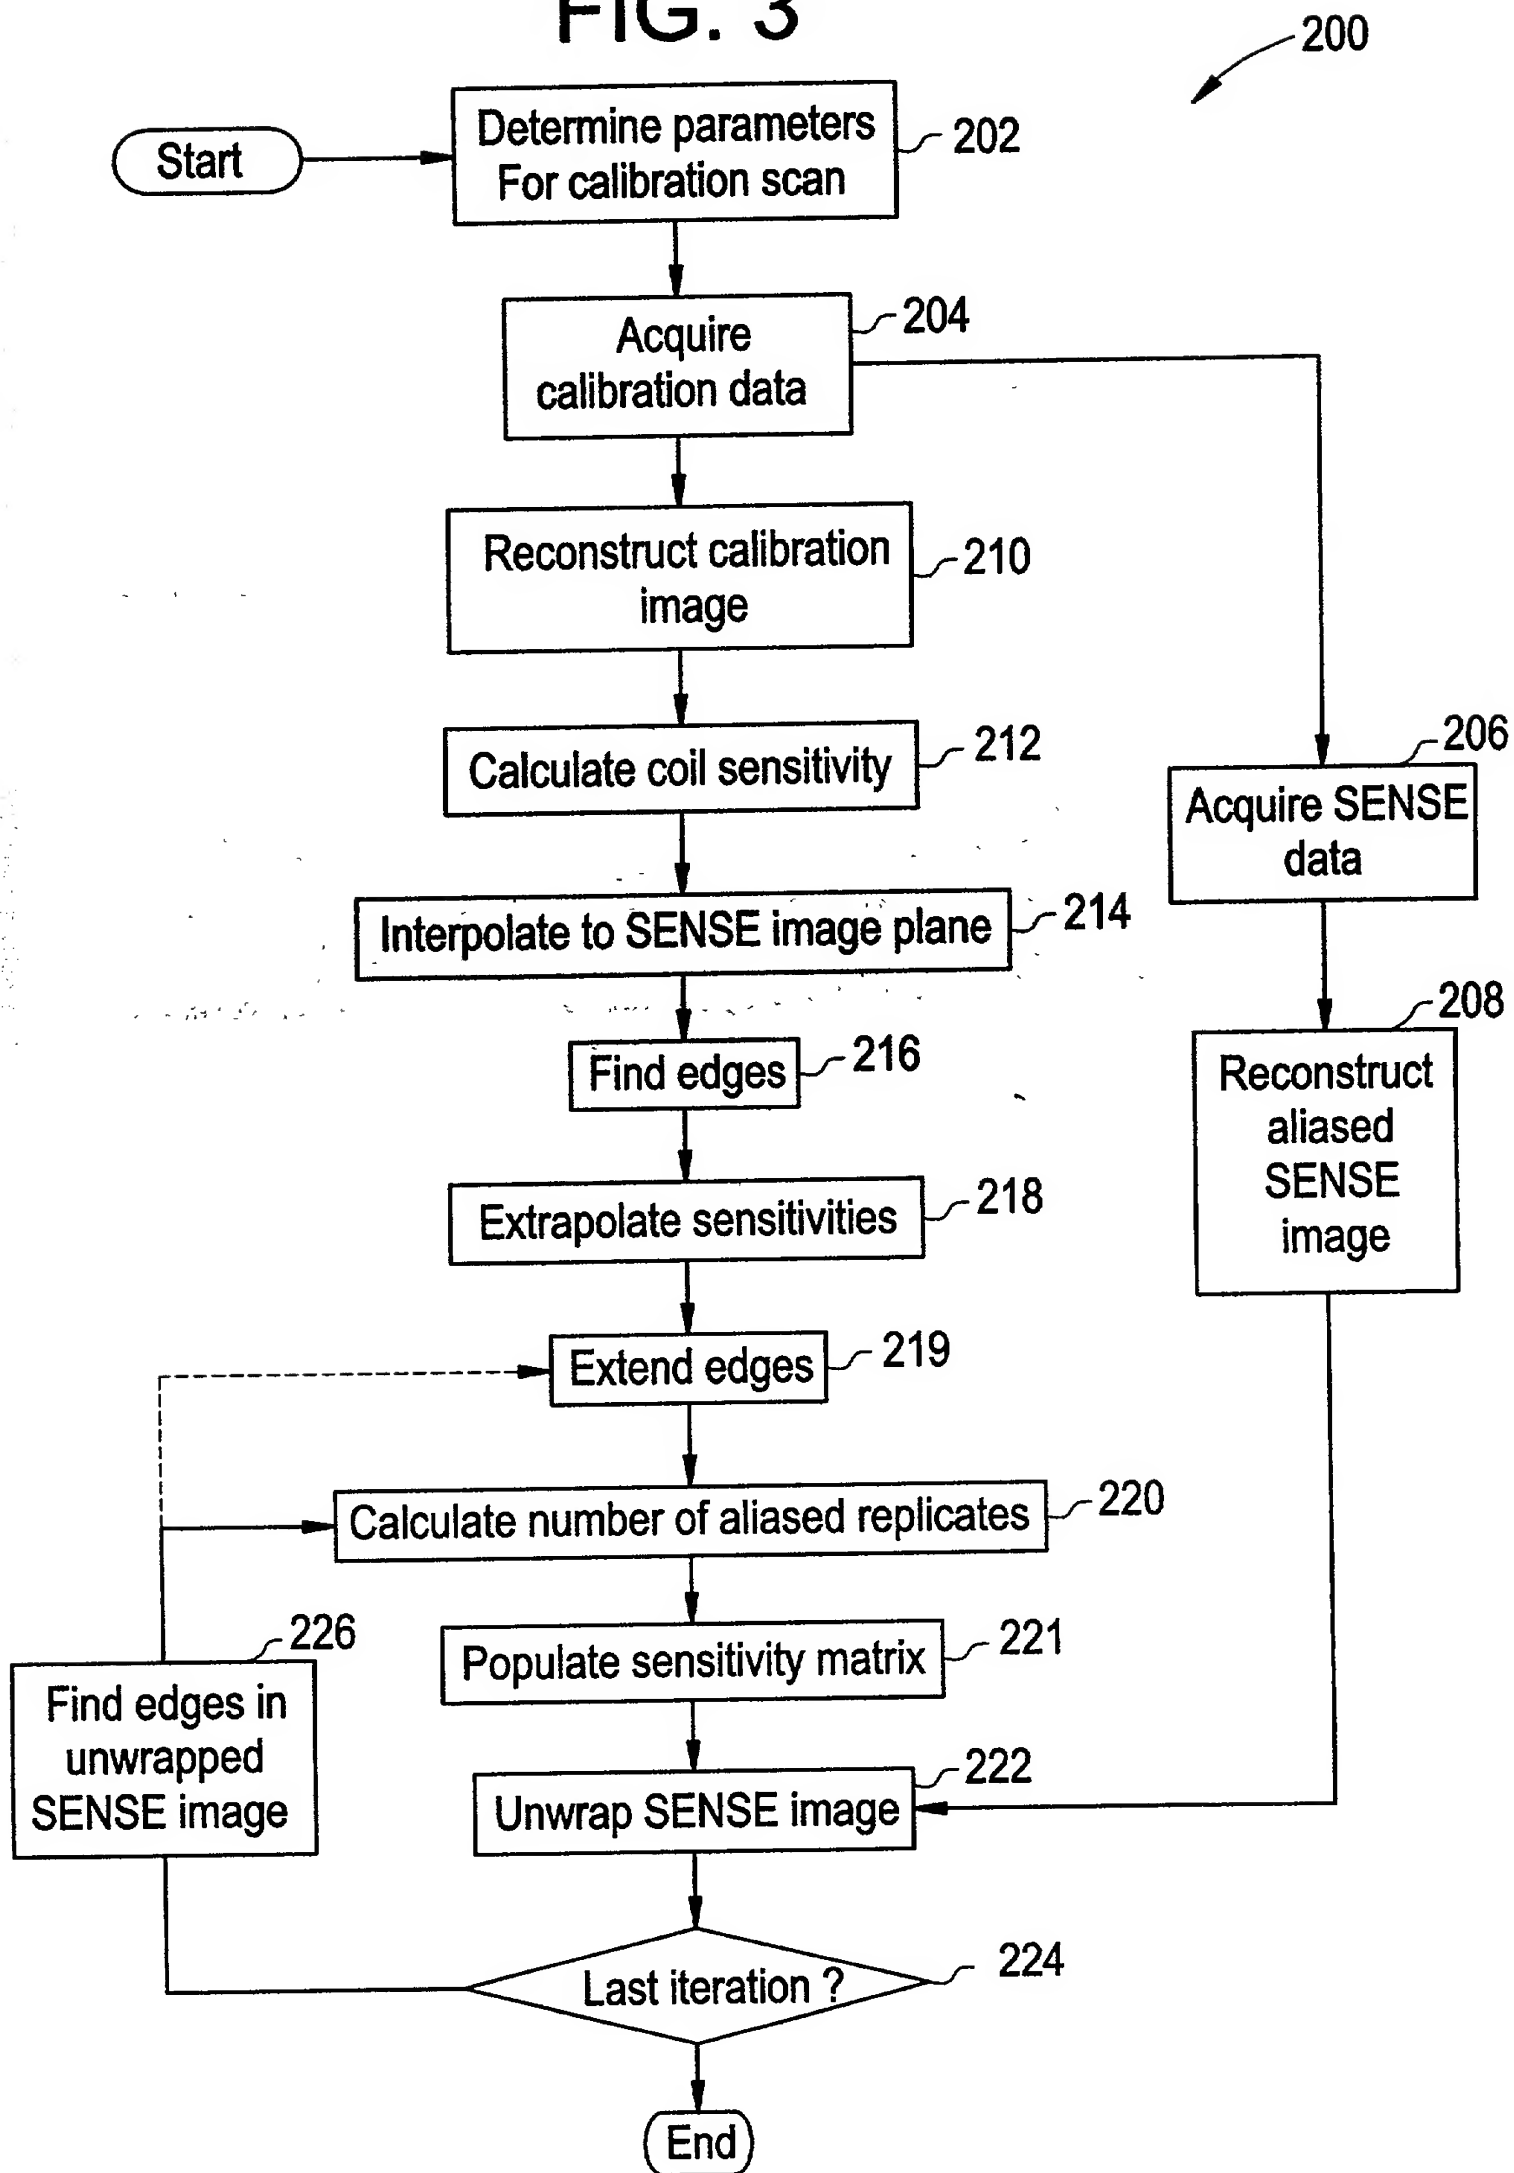 FIG. 3
200
Start
Determine parameters
For calibration scan
202
Acquire
calibration data
204
Reconstruct calibration
image
210
Calculate coil sensitivity
212
206
Acquire SENSE
data
Interpolate to SENSE image plane
214
Find edges
216
208
Reconstruct
aliased
SENSE
image
Extrapolate sensitivities
218
Extend edges
219
Calculate number of aliased replicates
220
Populate sensitivity matrix
221
226
Find edges in
unwrapped
SENSE image
Unwrap SENSE image
222
Last iteration ?
224
End